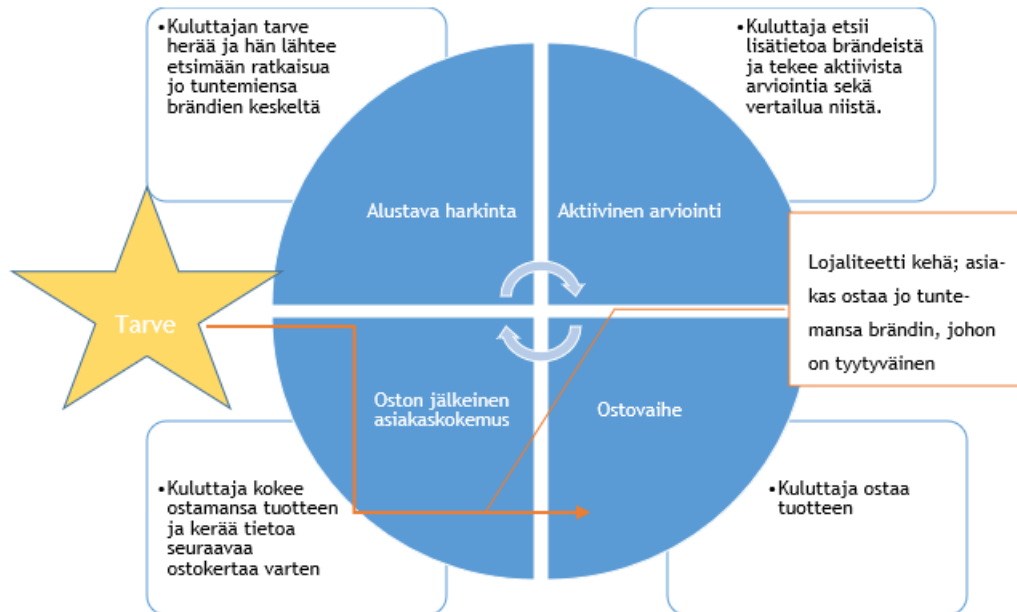 •Kuluttajan tarve
herää ja hän lähtee
etsimään ratkaisua
jo tuntemiensa
brändien keskeltä
•Kuluttaja etsii
lisätietoa brändeistä
ja tekee aktiivista
arviointia sekä
vertailua niistä.
Alustava harkinta
Aktiivinen arviointi
Tarve
Lojaliteetti kehä; asia-
kas ostaa jo tunte-
mansa brändin, johon
on tyytyväinen
Oston jälkeinen
asiakaskokemus
Ostovaihe
•Kuluttaja kokee
ostamansa tuotteen
ja kerää tietoa
seuraavaa
ostokertaa varten
•Kuluttaja ostaa
tuotteen